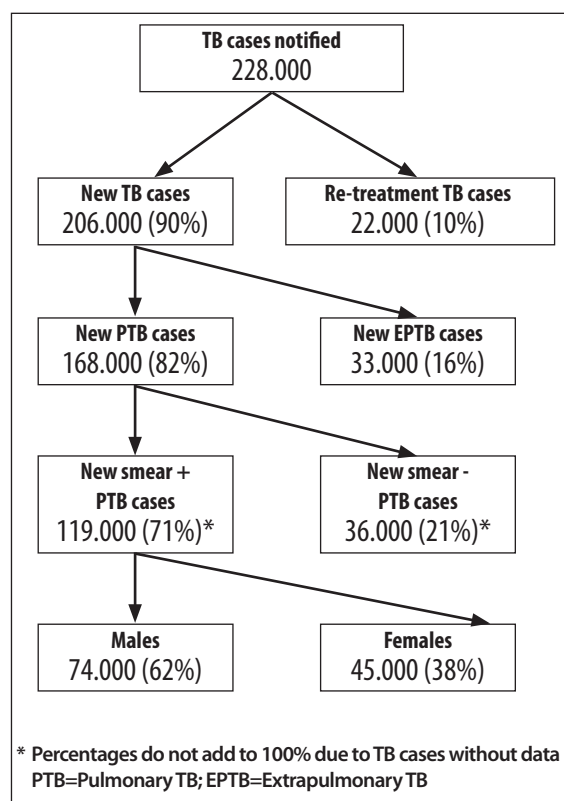 TB cases notified
228.000
New TB cases
206.000 (90%)
Re-treatment TB cases
22.000 (10%)
New PTB cases
168.000 (82%)
New EPTB cases
33.000 (16%)
New smear +
PTB cases
119.000 (71%)*
New smear -
PTB cases
36.000 (21%)*
Males
74.000 (62%)
Females
45.000 (38%)
* Percentages do not add to 100% due to TB cases without data
PTB=Pulmonary TB; EPTB=Extrapulmonary TB